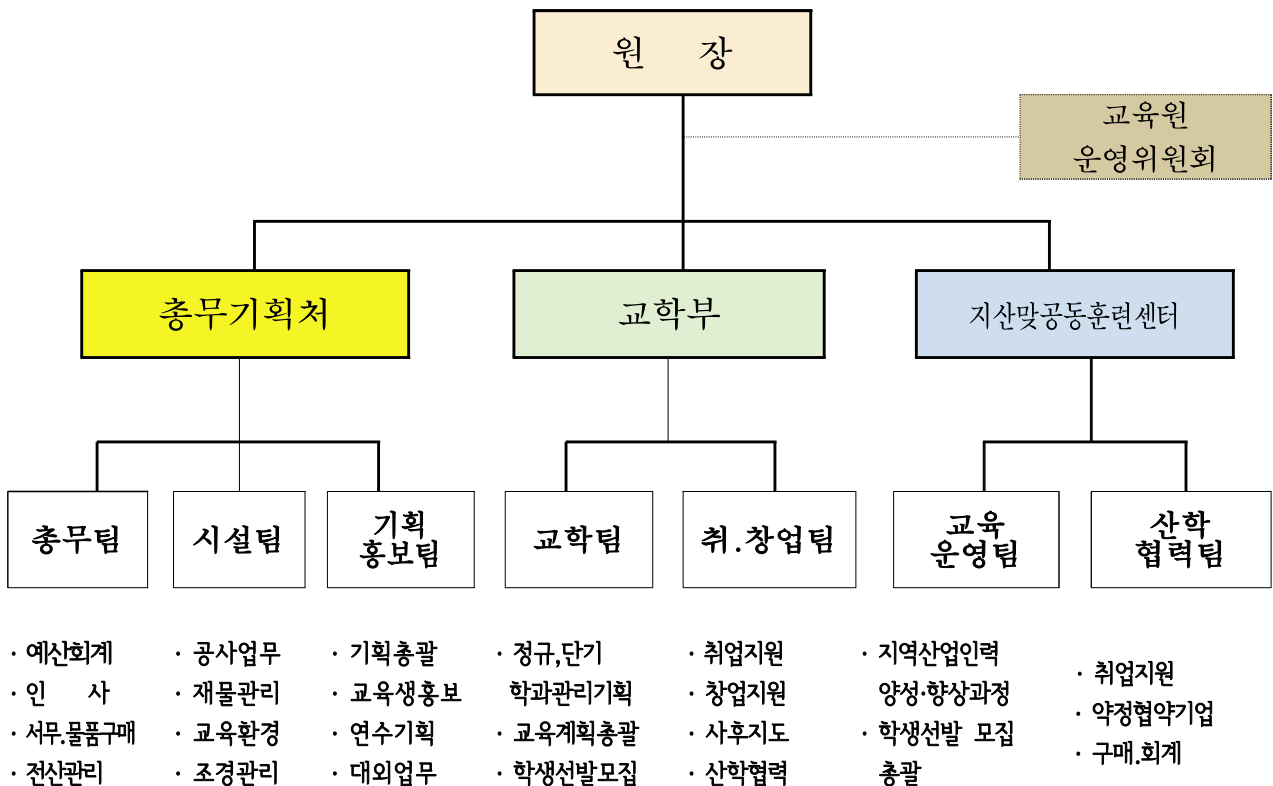 원 장
교육원
운영위원회
총무기획처
교학부
지산맞공동훈련센터
총무팀
시설팀
기획
홍보팀
교학팀
취.창업팀
교육
운영팀
산학
협력팀
· 예산회계
· 인 사
· 서무.물품구매
· 전산관리
· 공사업무
· 재물관리
· 교육환경
· 조경관리
· 기획총괄
· 교육생홍보
· 연수기획
· 대외업무
· 정규,단기
학과관리기획
· 교육계획총괄
· 학생선발모집
· 취업지원
· 창업지원
· 사후지도
· 산학협력
· 지역산업인력
양성·향상과정
· 학생선발 모집
총괄
· 취업지원
· 약정협약기업
· 구매.회계